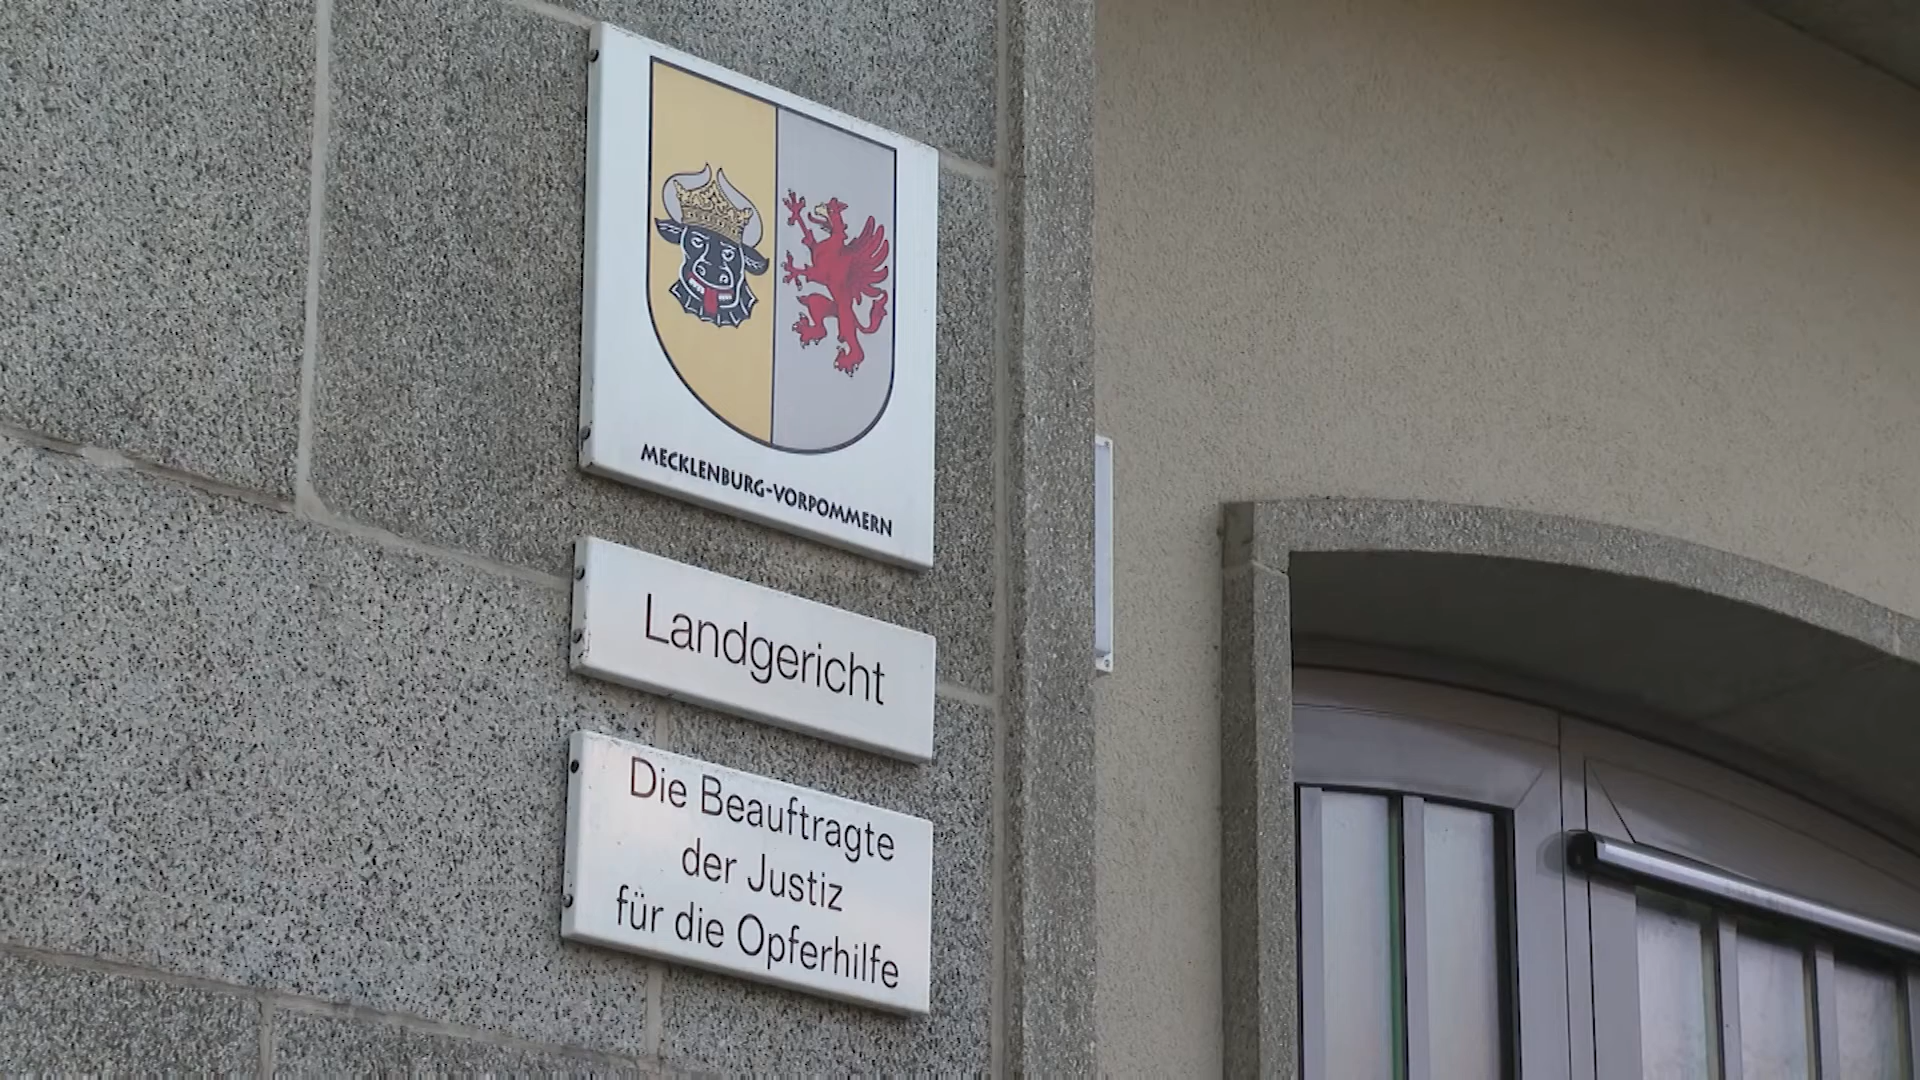 MECKLENBURG-VORPOMMERN
Landgericht
Die Beauftragte
der Justiz
für die Opferhilfe